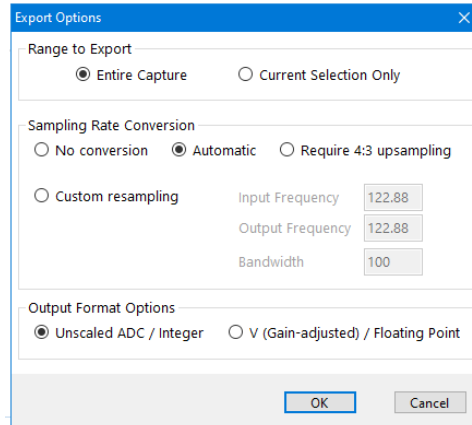 Export Options
Range to Export
Entire Capture Current Selection Only
Sampling Rate Conversion
No conversion Automatic Require 4:3 upsampling
Custom resampling Input Frequency 122.88
Output Frequency 122.88
Bandwidth 100
Output Format Options
Unscaled ADC / Integer V (Gain-adjusted) / Floating Point
OK Cancel